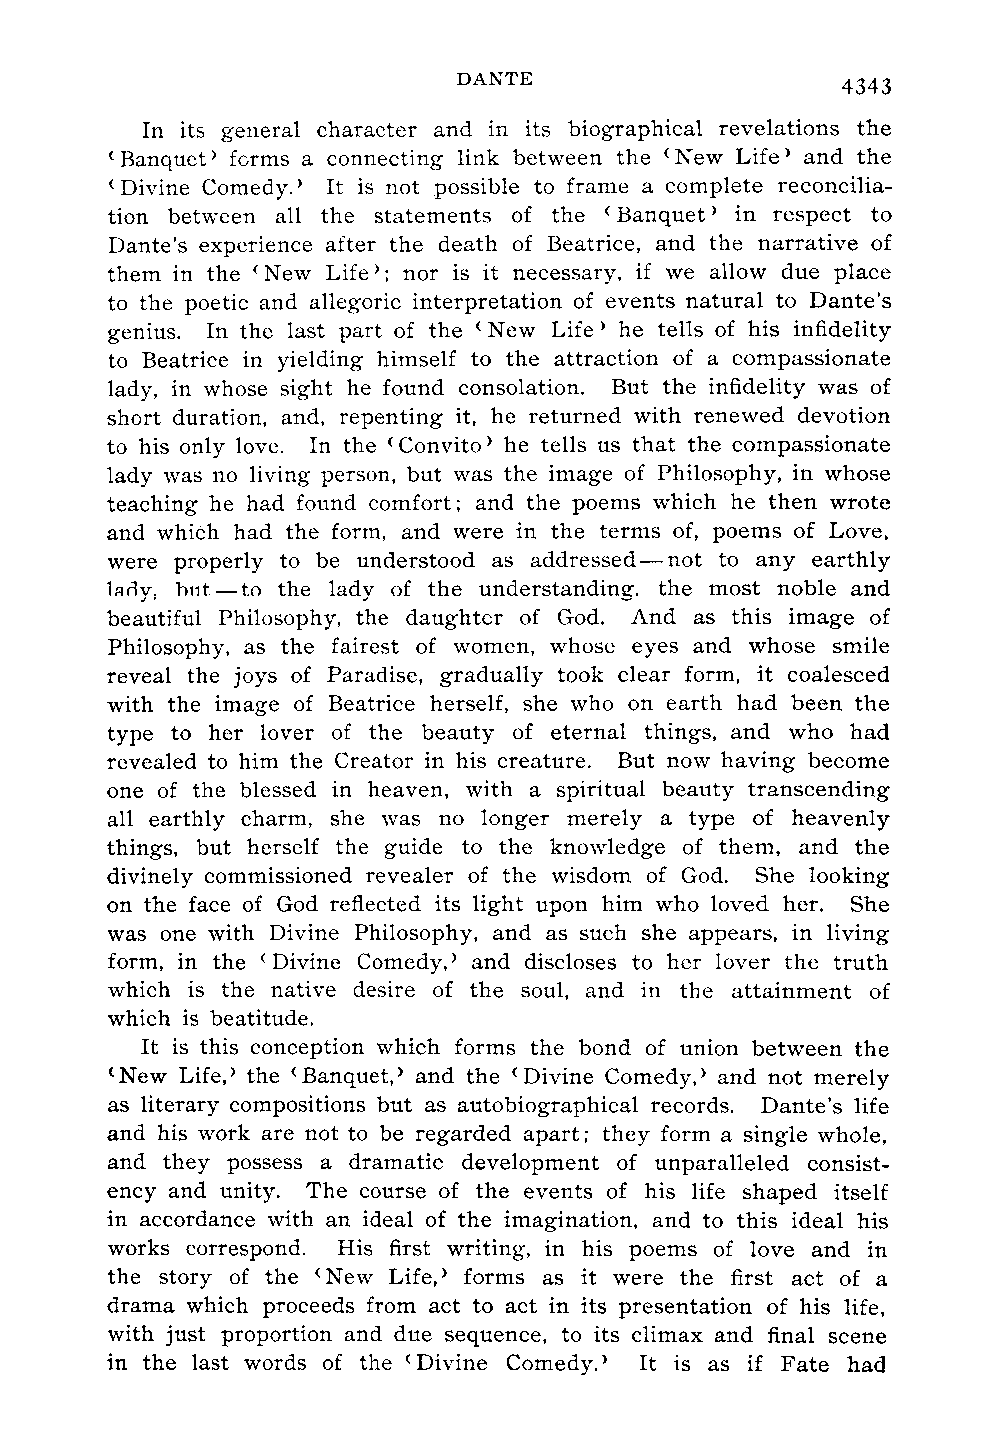 DANTE
4343
In its general character and in its biographical revelations the
‘Banquet’ forms a connecting link between the ‘New Life’ and the
‘Divine Comedy.’ It is not possible to frame a complete reconcilia-
tion between all the statements of the ‘Banquet’ in respect to
Dante's experience after the death of Beatrice, and the narrative of
them in the ‘New Life’; nor is it necessary, if we allow due place
to the poetic and allegoric interpretation of events natural to Dante's
genius. In the last part of the ‘New Life’ he tells of his infidelity
to Beatrice in yielding himself to the attraction of a compassionate
lady, in whose sight he found consolation. But the infidelity was of
short duration, and, repenting it, he returned with renewed devotion
to his only love. In the ‘Convito’ he tells us that the compassionate
lady was no living person, but was the image of Philosophy, in whose
teaching he had found comfort; and the poems which he then wrote
and which had the form, and were in the terms of, poems of Love,
were properly to be understood as addressed—not to any earthly
lady, but—to the lady of the understanding, the most noble and
beautiful Philosophy, the daughter of God. And as this image of
Philosophy, as the fairest of women, whose eyes and whose smile
reveal the joys of Paradise, gradually took clear form, it coalesced
with the image of Beatrice herself, she who on earth had been the
type to her lover of the beauty of eternal things, and who had
revealed to him the Creator in his creature. But now having become
one of the blessed in heaven, with a spiritual beauty transcending
all earthly charm, she was no longer merely a type of heavenly
things, but herself the guide to the knowledge of them, and the
divinely commissioned revealer of the wisdom of God. She looking
on the face of God reflected its light upon him who loved her. She
was one with Divine Philosophy, and as such she appears, in living
form, in the ‘Divine Comedy,’ and discloses to her lover the truth
which is the native desire of the soul, and in the attainment of
which is beatitude.
It is this conception which forms the bond of union between the
‘New Life,’ the ‘Banquet,’ and the ‘Divine Comedy,’ and not merely
as literary compositions but as autobiographical records. Dante's life
and his work are not to be regarded apart; they form a single whole,
and they possess a dramatic development of unparalleled consist-
ency and unity. The course of the events of his life shaped itself
in accordance with an ideal of the imagination, and to this ideal his
works correspond. His first writing, in his poems of love and in
the story of the ‘New Life,’ forms as it were the first act of a
drama which proceeds from act to act in its presentation of his life,
with just proportion and due sequence, to its climax and final scene
in the last words of the ‘Divine Comedy.’ It is as if Fate had